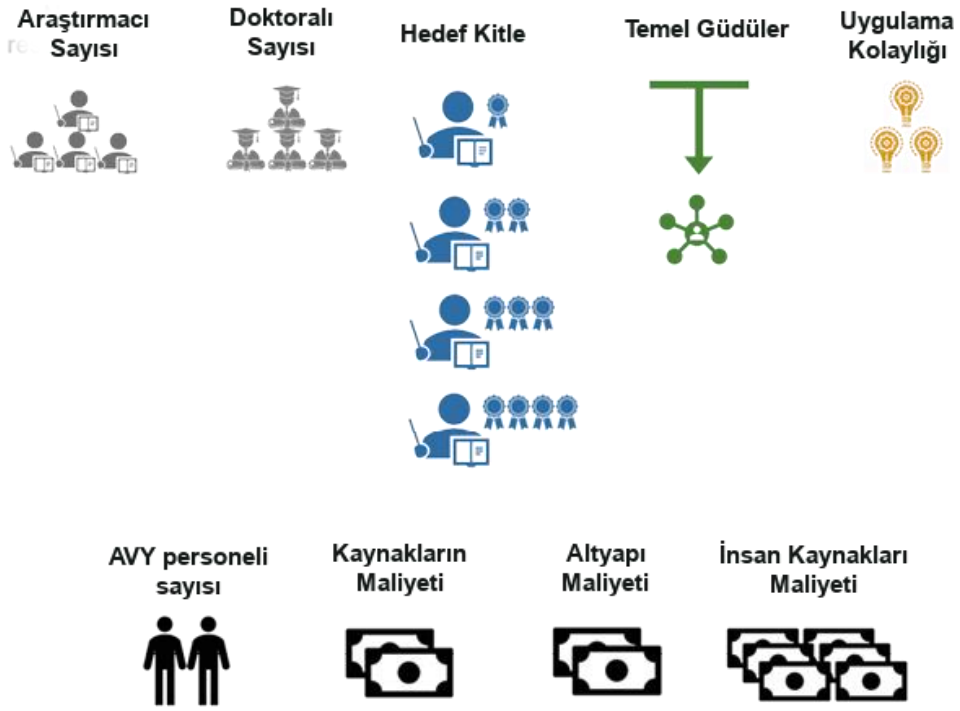 Araştırmacı
Sayısı
Doktoralı
Sayısı
Hedef Kitle
Temel Güdüler
Uygulama
Kolaylığı
AVY personeli
sayısı
Kaynakların
Maliyeti
Altyapı
Maliyeti
İnsan Kaynakları
Maliyeti